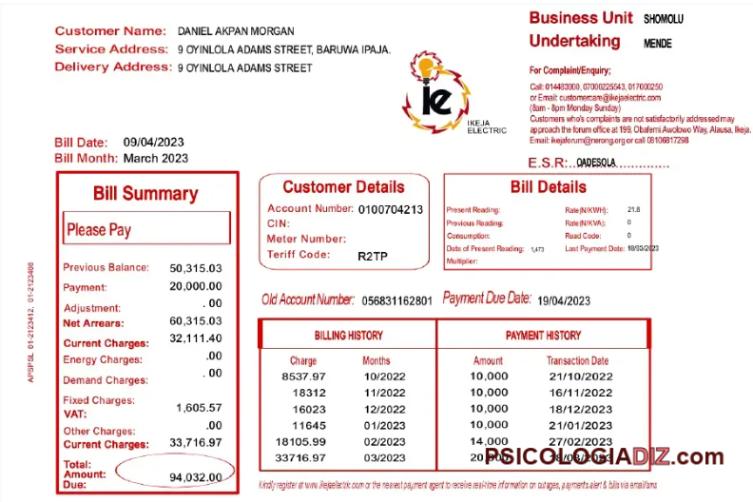 Customer Name: DANIEL AKPAN MORGAN
Service Address: 9 OYINLOLA ADAMS STREET, BARUWA IPAJA.
Delivery Address: 9 OYINLOLA ADAMS STREET
ie
IKEJA
ELECTRIC
Business Unit SHOMOLU
Undertaking MENDE
For Complaint/Enquiry;
Call: 014483900, 07000225543, 017000250
or Email: customercare@ikejaelectric.com
(8am - 8pm Monday Sunday)
Customers who's complaints are not satisfactorily addressed may
approach the forum office at 199, Obafemi Awolowo Way, Alausa, Ikeja.
Email: ikejaforum@nerong.org or call 08106817298
E.S.R: OADESOLA
Bill Date: 09/04/2023
Bill Month: March 2023
APSPSL 01-2123412, 01-2123408
Bill Summary
Please Pay
Previous Balance: 50,315.03
Payment: 20,000.00
Adjustment: .00
Net Arrears: 60,315.03
Current Charges: 32,111.40
Energy Charges: .00
Demand Charges: .00
Fixed Charges:
VAT: 1,605.57
Other Charges: .00
Current Charges: 33,716.97
Total:
Amount: 94,032.00
Due:
Customer Details
Account Number: 0100704213
CIN:
Meter Number:
Teriff Code: R2TP
Bill Details
Present Reading: Rate(N/KWH): 21.8
Previous Reading: Rate(N/KVA): 0
Consumption: Read Code: 0
Date of Present Reading: 1,473 Last Payment Date: 18/03/2023
Multiplier:
Old Account Number: 056831162801 Payment Due Date: 19/04/2023
BILLING HISTORY PAYMENT HISTORY
Charge Months Amount Transaction Date
8537.97 10/2022 10,000 21/10/2022
18312 11/2022 10,000 16/11/2022
16023 12/2022 10,000 18/12/2023
11645 01/2023 10,000 21/01/2023
18105.99 02/2023 14,000 27/02/2023
33716.97 03/2023 20,000 18/03/2023
PSICOLOGIADIZ.com
Kindly register at www.ikejaelectric.com or the nearest payment agent to receive real-time information on outages, payments alert & bills via email/sms